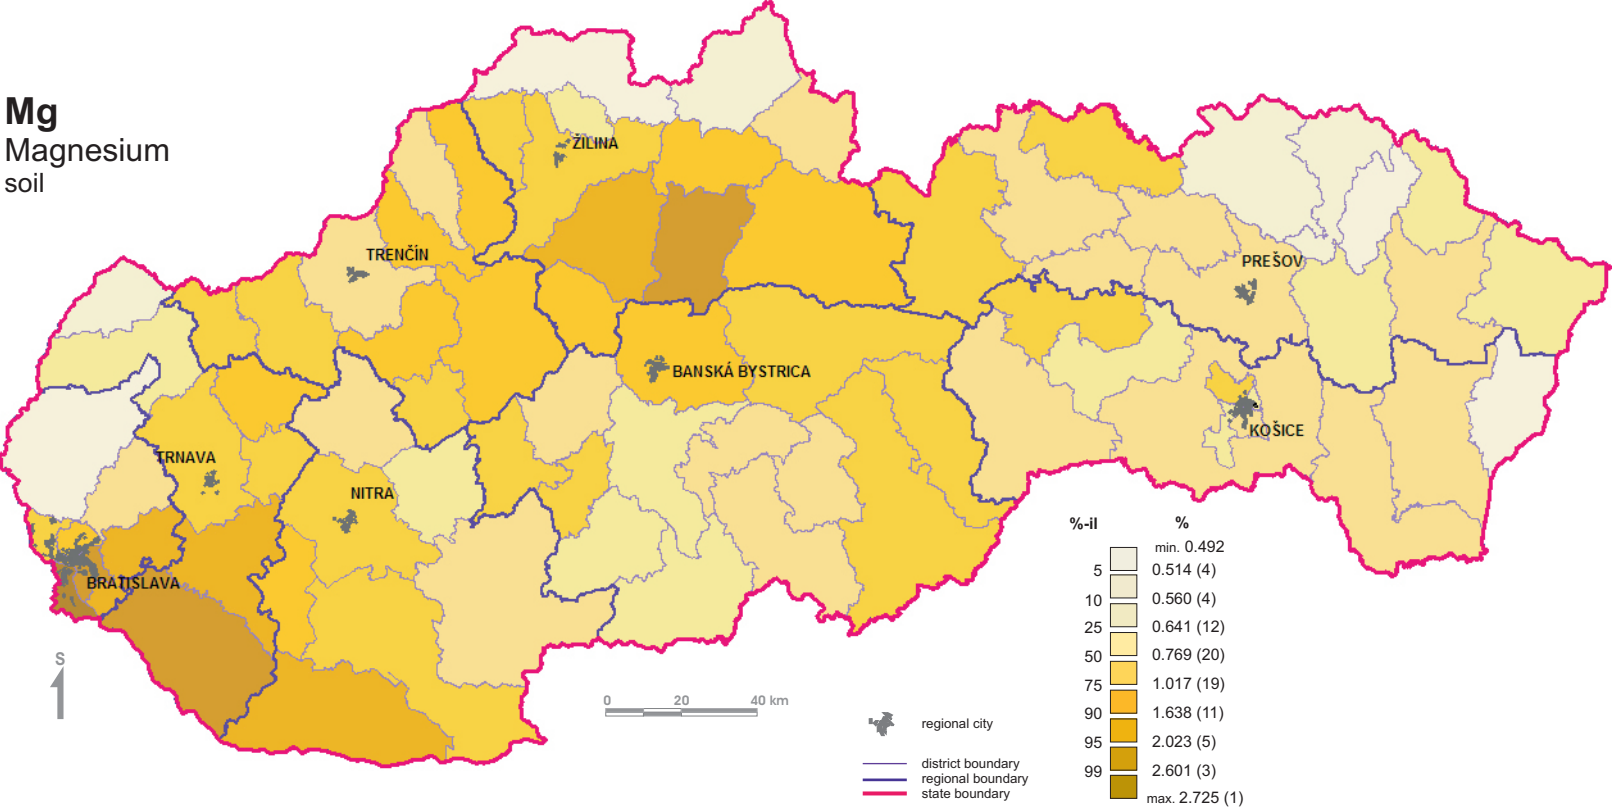 Mg
Magnesium
soil
ŽILINA
TRENČÍN
PREŠOV
BANSKÁ BYSTRICA
KOŠICE
TRNAVA
NITRA
BRATISLAVA
S
0 20 40 km
regional city
district boundary
regional boundary
state boundary
%-il %
min. 0.492
5 0.514 (4)
10 0.560 (4)
25 0.641 (12)
50 0.769 (20)
75 1.017 (19)
90 1.638 (11)
95 2.023 (5)
99 2.601 (3)
max. 2.725 (1)